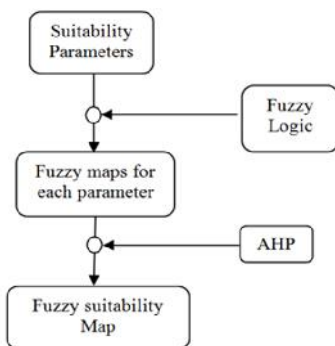 Suitability
Parameters
Fuzzy
Logic
Fuzzy maps for
each parameter
AHP
Fuzzy suitability
Map